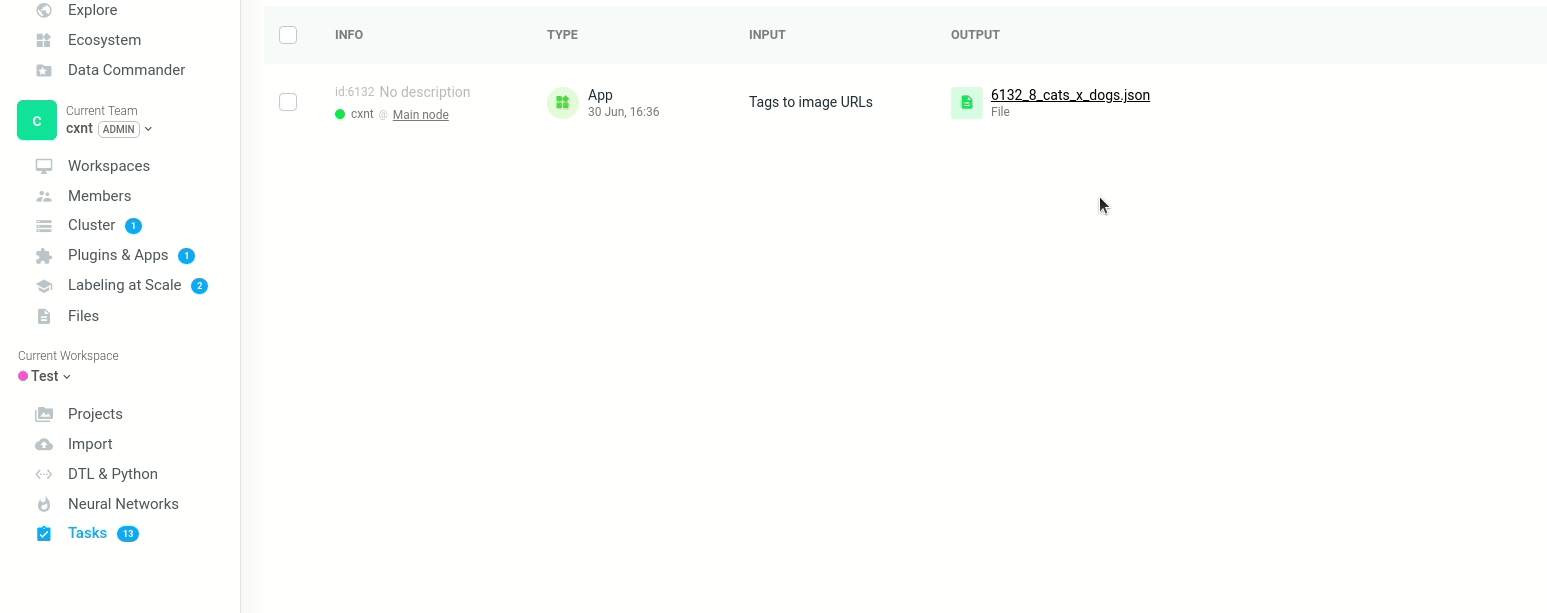 Explore
Ecosystem
Data Commander
C
Current Team
cxnt ADMIN
Workspaces
Members
Cluster 1
Plugins & Apps 1
Labeling at Scale 2
Files
Current Workspace
Test
Projects
Import
DTL & Python
Neural Networks
Tasks 13
INFO TYPE INPUT OUTPUT
id:6132 No description
cxnt @ Main node
App
30 Jun, 16:36
Tags to image URLs
6132_8_cats_x_dogs.json
File